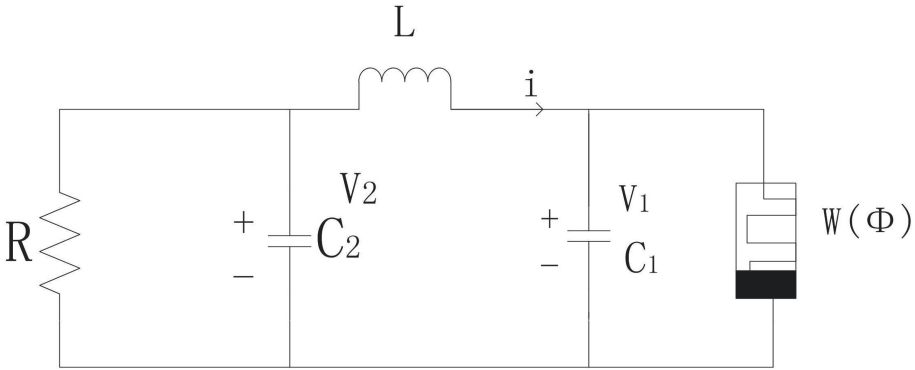 L
i
R
+
V2
C2
−
+
V1
C1
−
W(Φ)